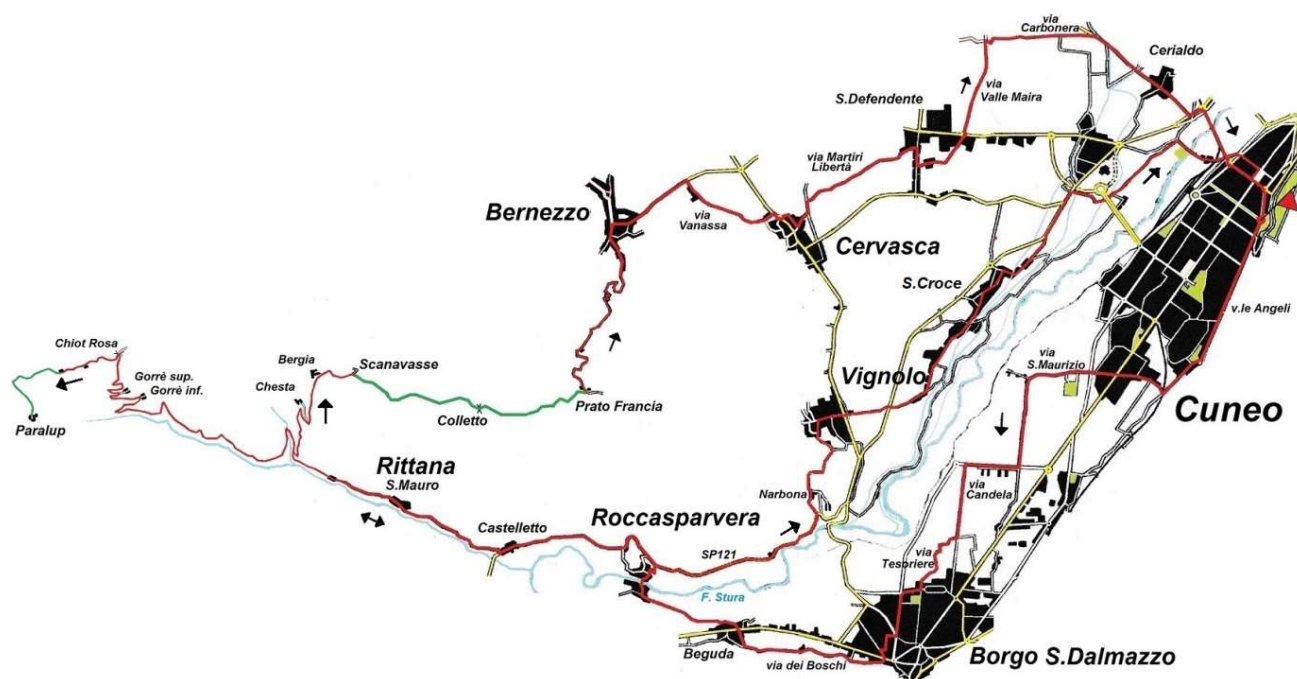 via
Carbonera
Cerialdo
via
Valle Maira
S.Defendente
via Martiri
Libertà
Bernezzo
via
Vanassa
Cervasca
S.Croce
v.le Angeli
Chiot Rosa
Bergia
Scanavasse
Gorrè sup.
Gorrè inf.
Chesta
via
S.Maurizio
Vignolo
Prato Francia
Cuneo
Paralup
Colletto
Rittana
S.Mauro
Narbona
via
Candela
Roccasparvera
Castelletto
SP121
via
Tesoriere
F. Stura
Beguda
via dei Boschi
Borgo S.Dalmazzo